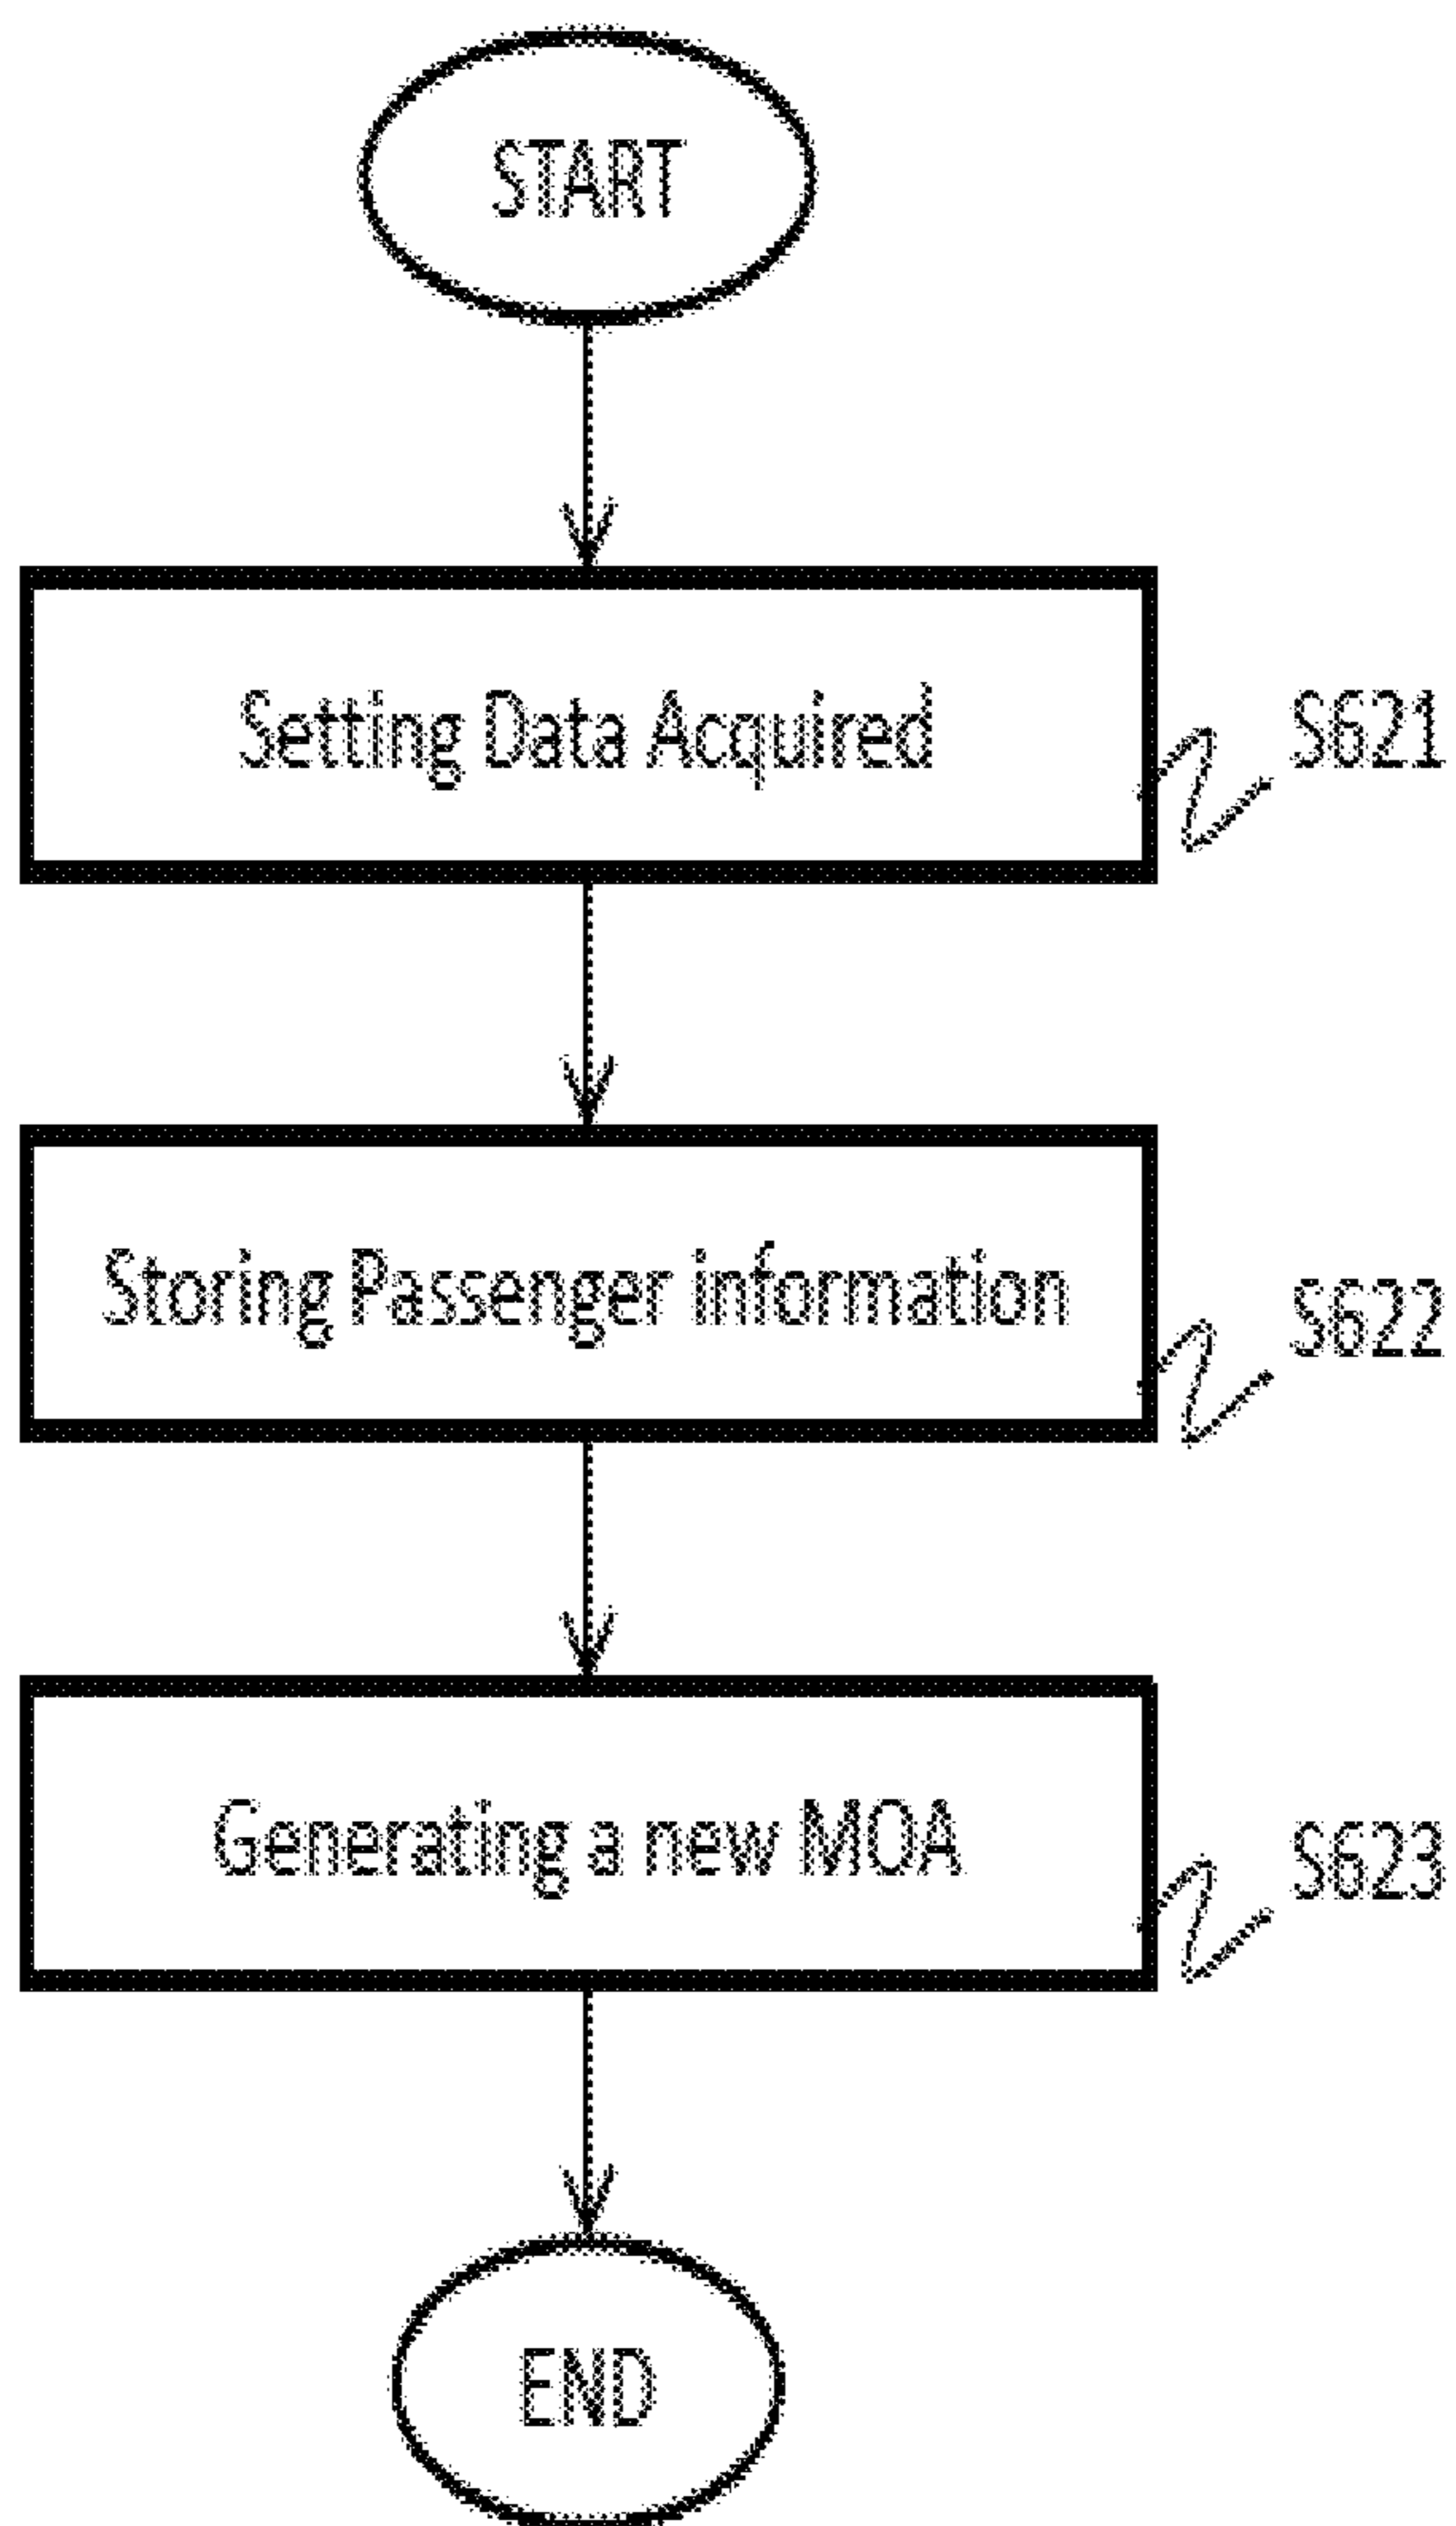 START
Setting Data Acquired
S621
Storing Passenger information
S622
Generating a new MOA
S623
END